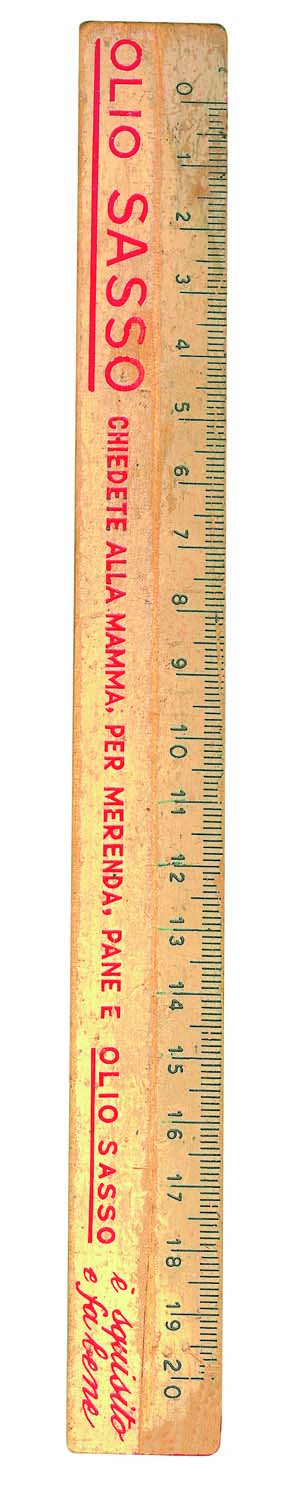 0 1 2 3 4 5 6 7 8 9 10 11 12 13 14 15 16 17 18 19 20
OLIO SASSO CHIEDETE ALLA MAMMA, PER MERENDA, PANE E OLIO SASSO è squisito
e fa bene